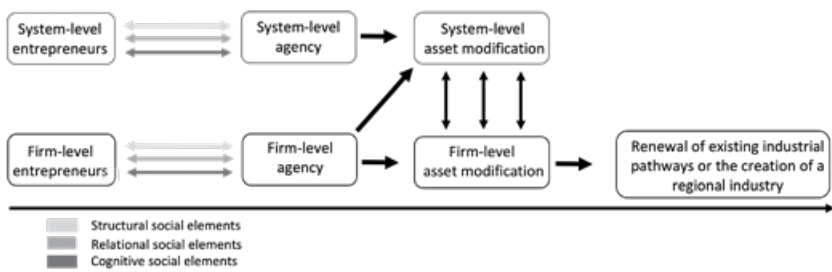 System-level
entrepreneurs
System-level
agency
System-level
asset modification
Firm-level
entrepreneurs
Firm-level
agency
Firm-level
asset modification
Renewal of existing industrial
pathways or the creation of a
regional industry
Structural social elements
Relational social elements
Cognitive social elements